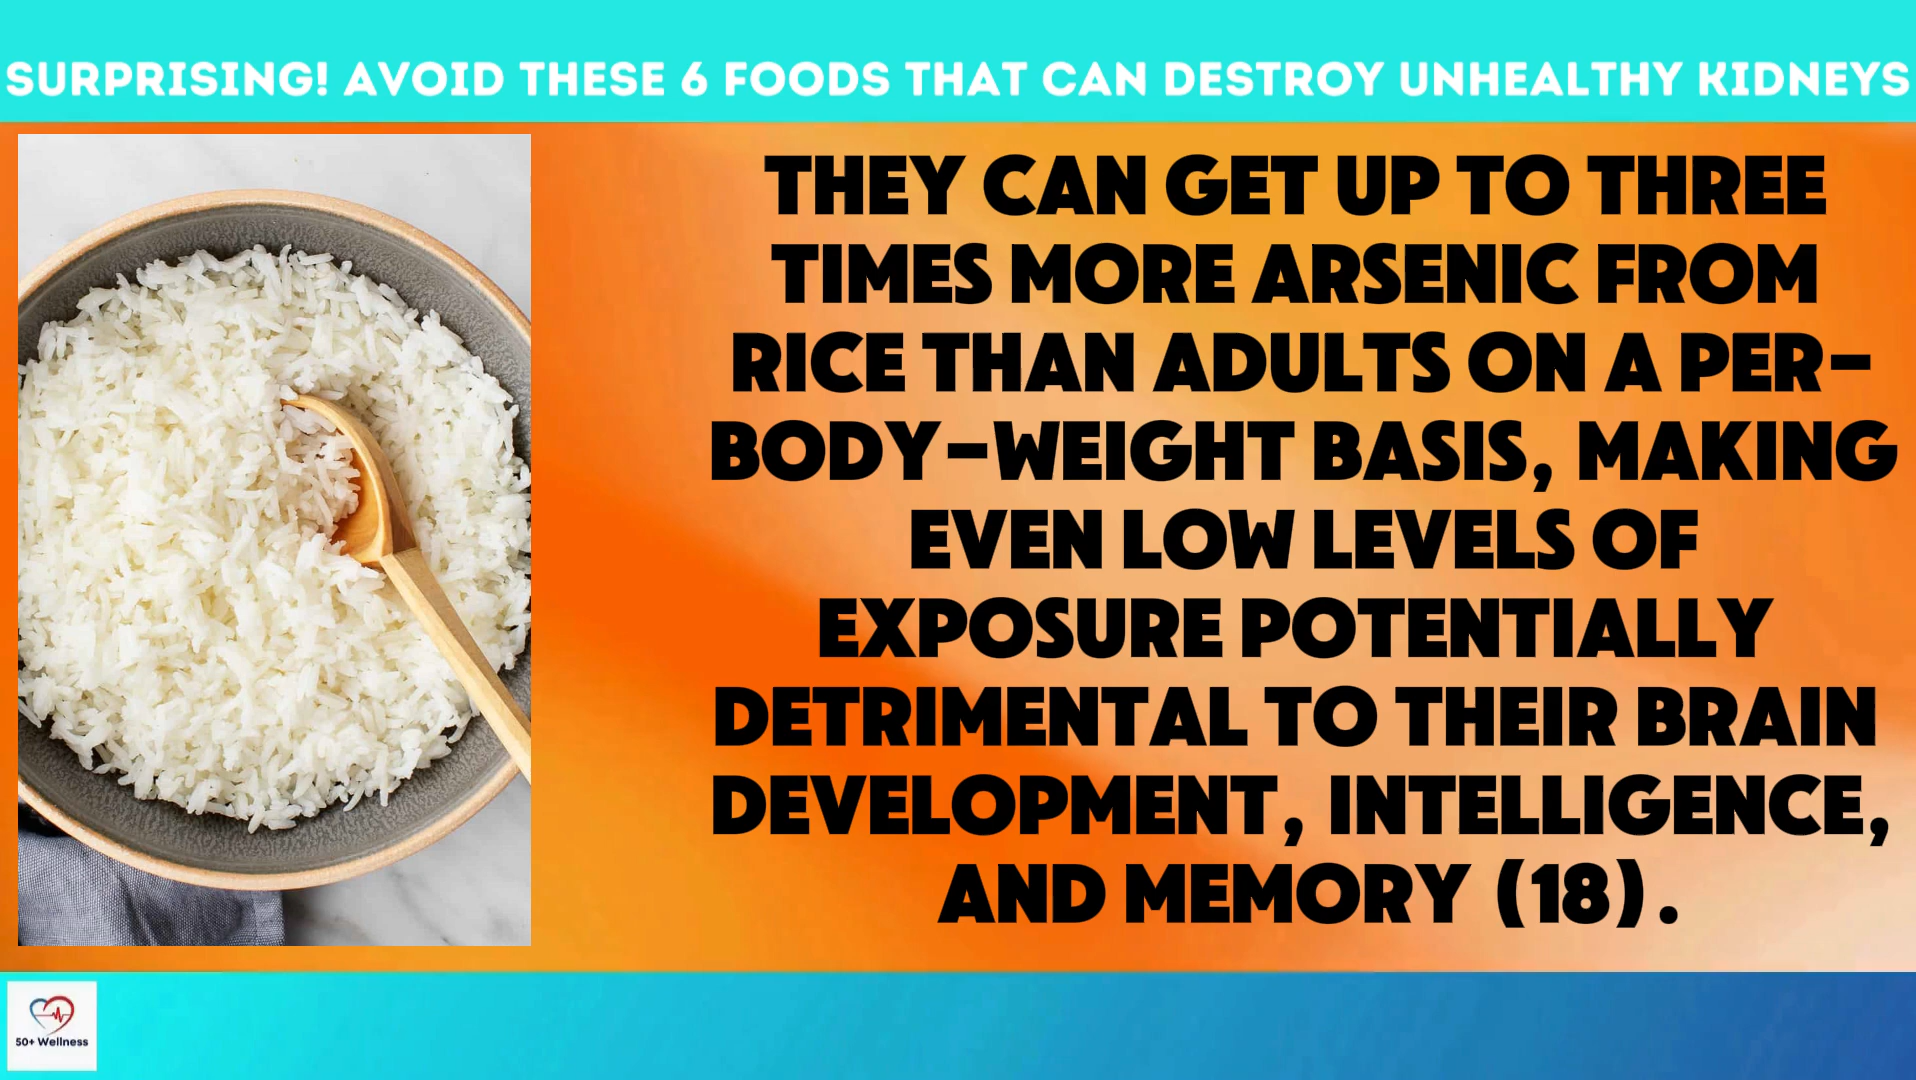 SURPRISING! AVOID THESE 6 FOODS THAT CAN DESTROY UNHEALTHY KIDNEYS
THEY CAN GET UP TO THREE
TIMES MORE ARSENIC FROM
RICE THAN ADULTS ON A PER-
BODY-WEIGHT BASIS, MAKING
EVEN LOW LEVELS OF
EXPOSURE POTENTIALLY
DETRIMENTAL TO THEIR BRAIN
DEVELOPMENT, INTELLIGENCE,
AND MEMORY (18).
50+ Wellness